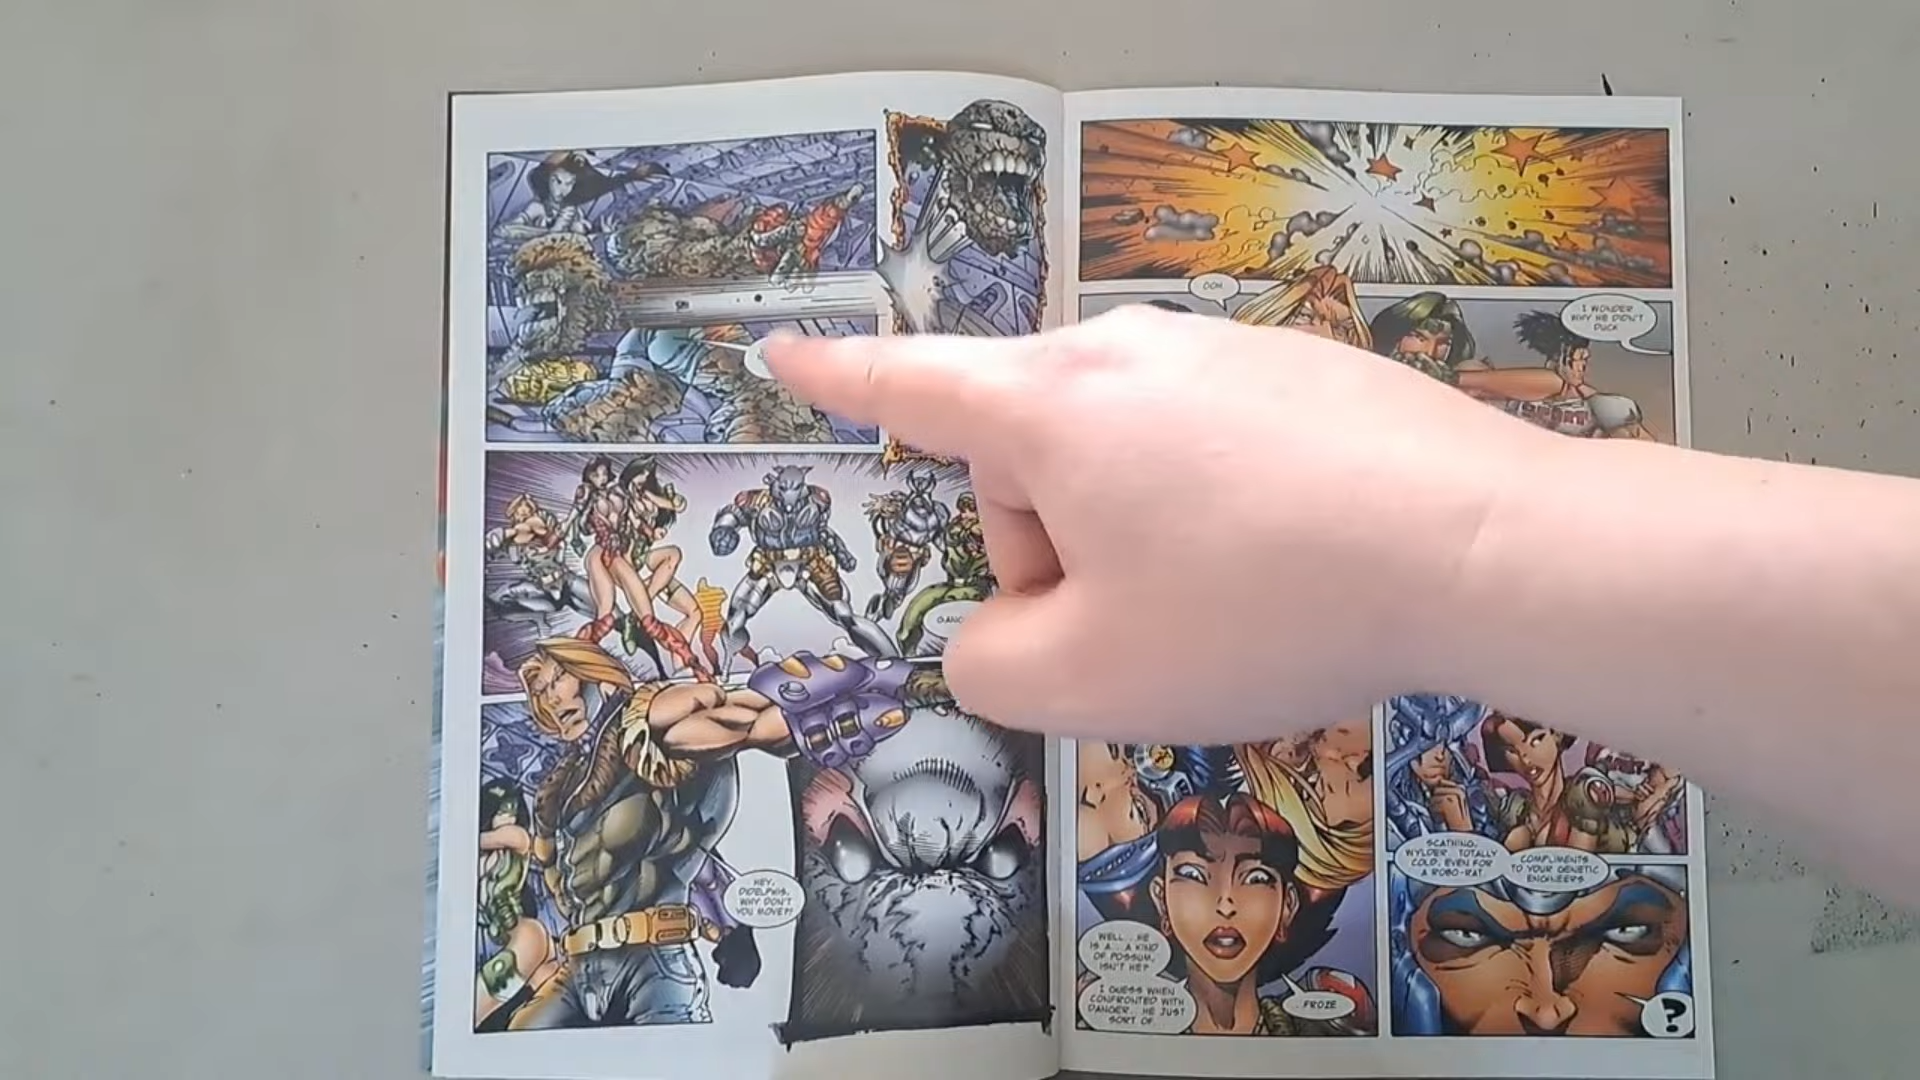 HEY,
DIDELPHIS,
WHY DON'T
YOU MOVE?!
OOH.
I WONDER
WHY HE DIDN'T
DUCK
WELL...HE
IS A...A KIND
OF POSSUM,
ISN'T HE?
I GUESS WHEN
CONFRONTED WITH
DANGER...HE JUST
SORT OF...
...FROZE
SCATHING,
WYLDER. TOTALLY
COLD, EVEN FOR
A ROBO-RAT.
COMPLIMENTS
TO YOUR GENETIC
ENGINEERS
?